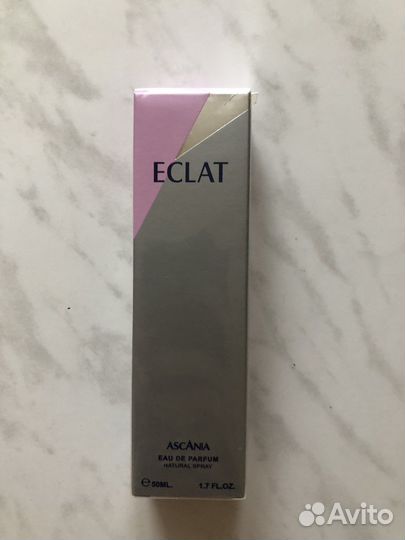 ECLAT
ASCANIA
EAU DE PARFUM
NATURAL SPRAY
℮50ML. 1.7 FL.OZ.
Avito